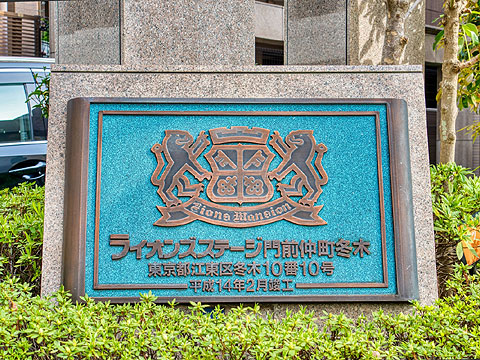 Lions Mansion
ライオンズステージ門前仲町冬木
東京都江東区冬木10番10号
平成14年2月竣工